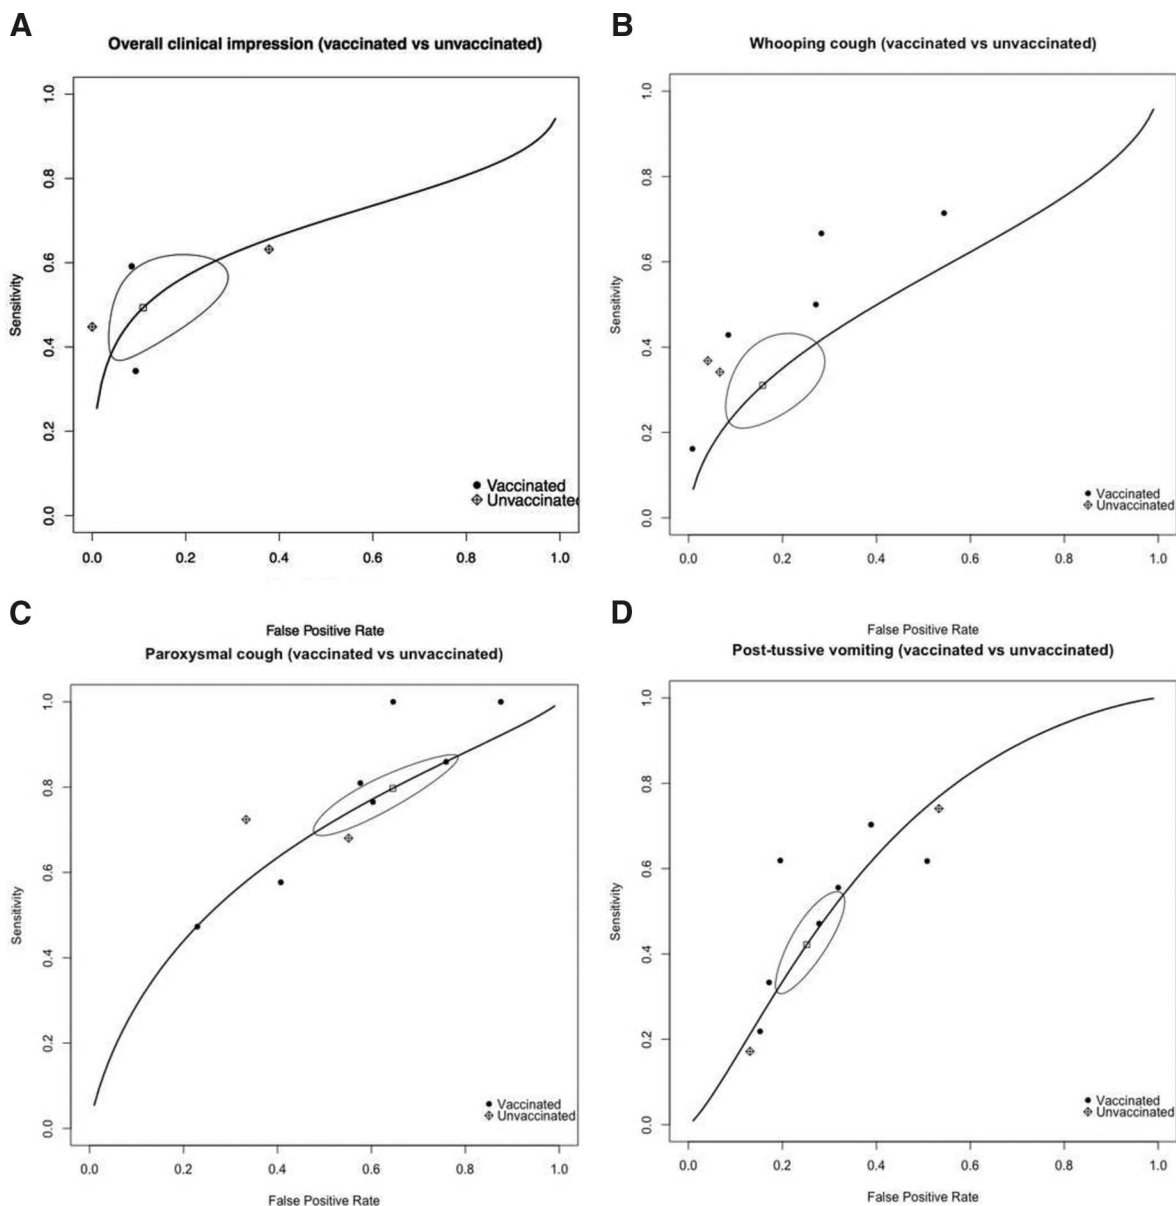 A
Overall clinical impression (vaccinated vs unvaccinated)
Sensitivity
1.0
0.8
0.6
0.4
0.2
0.0
Vaccinated
Unvaccinated
0.0 0.2 0.4 0.6 0.8 1.0
False Positive Rate
B
Whooping cough (vaccinated vs unvaccinated)
Sensitivity
1.0
0.8
0.6
0.4
0.2
0.0
Vaccinated
Unvaccinated
0.0 0.2 0.4 0.6 0.8 1.0
False Positive Rate
C
Paroxysmal cough (vaccinated vs unvaccinated)
Sensitivity
1.0
0.8
0.6
0.4
0.2
0.0
Vaccinated
Unvaccinated
0.0 0.2 0.4 0.6 0.8 1.0
False Positive Rate
D
Post-tussive vomiting (vaccinated vs unvaccinated)
Sensitivity
1.0
0.8
0.6
0.4
0.2
0.0
Vaccinated
Unvaccinated
0.0 0.2 0.4 0.6 0.8 1.0
False Positive Rate